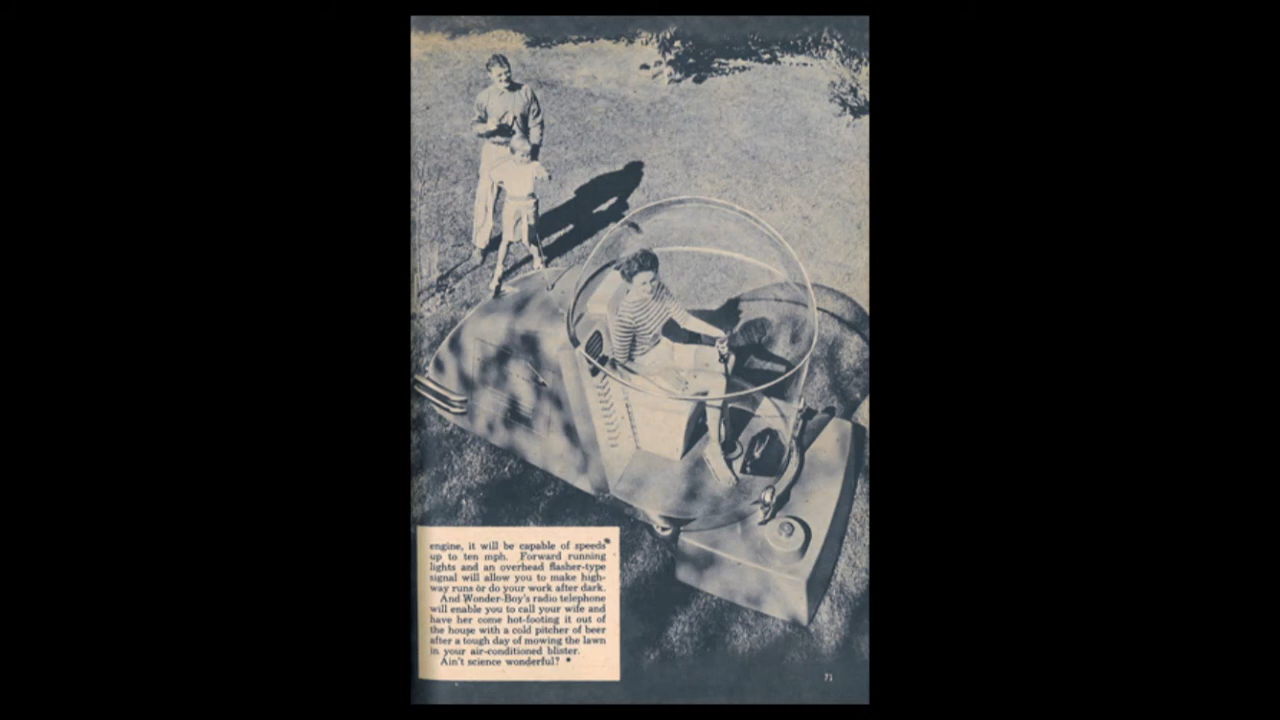 engine, it will be capable of speeds
up to ten mph. Forward running
lights and an overhead flasher-type
signal will allow you to make high-
way runs or do your work after dark.
And Wonder-Boy's radio telephone
will enable you to call your wife and
have her come hot-footing it out of
the house with a cold pitcher of beer
after a tough day of mowing the lawn
in your air-conditioned blister.
Ain't science wonderful? •
71